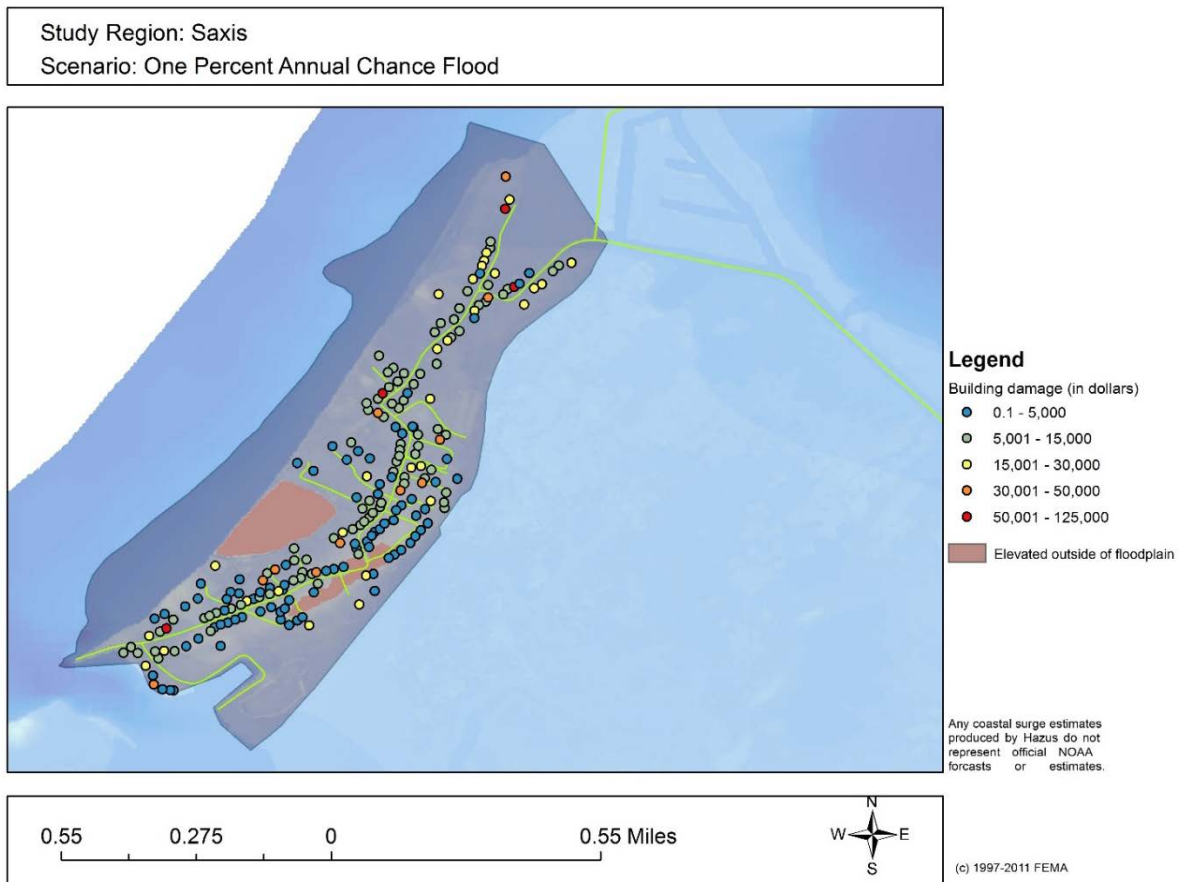 Study Region: Saxis
Scenario: One Percent Annual Chance Flood
Legend
Building damage (in dollars)
0.1 - 5,000
5,001 - 15,000
15,001 - 30,000
30,001 - 50,000
50,001 - 125,000
Elevated outside of floodplain
Any coastal surge estimates
produced by Hazus do not
represent official NOAA
forcasts or estimates.
0.55 0.275 0 0.55 Miles
N
W E
S
(c) 1997-2011 FEMA